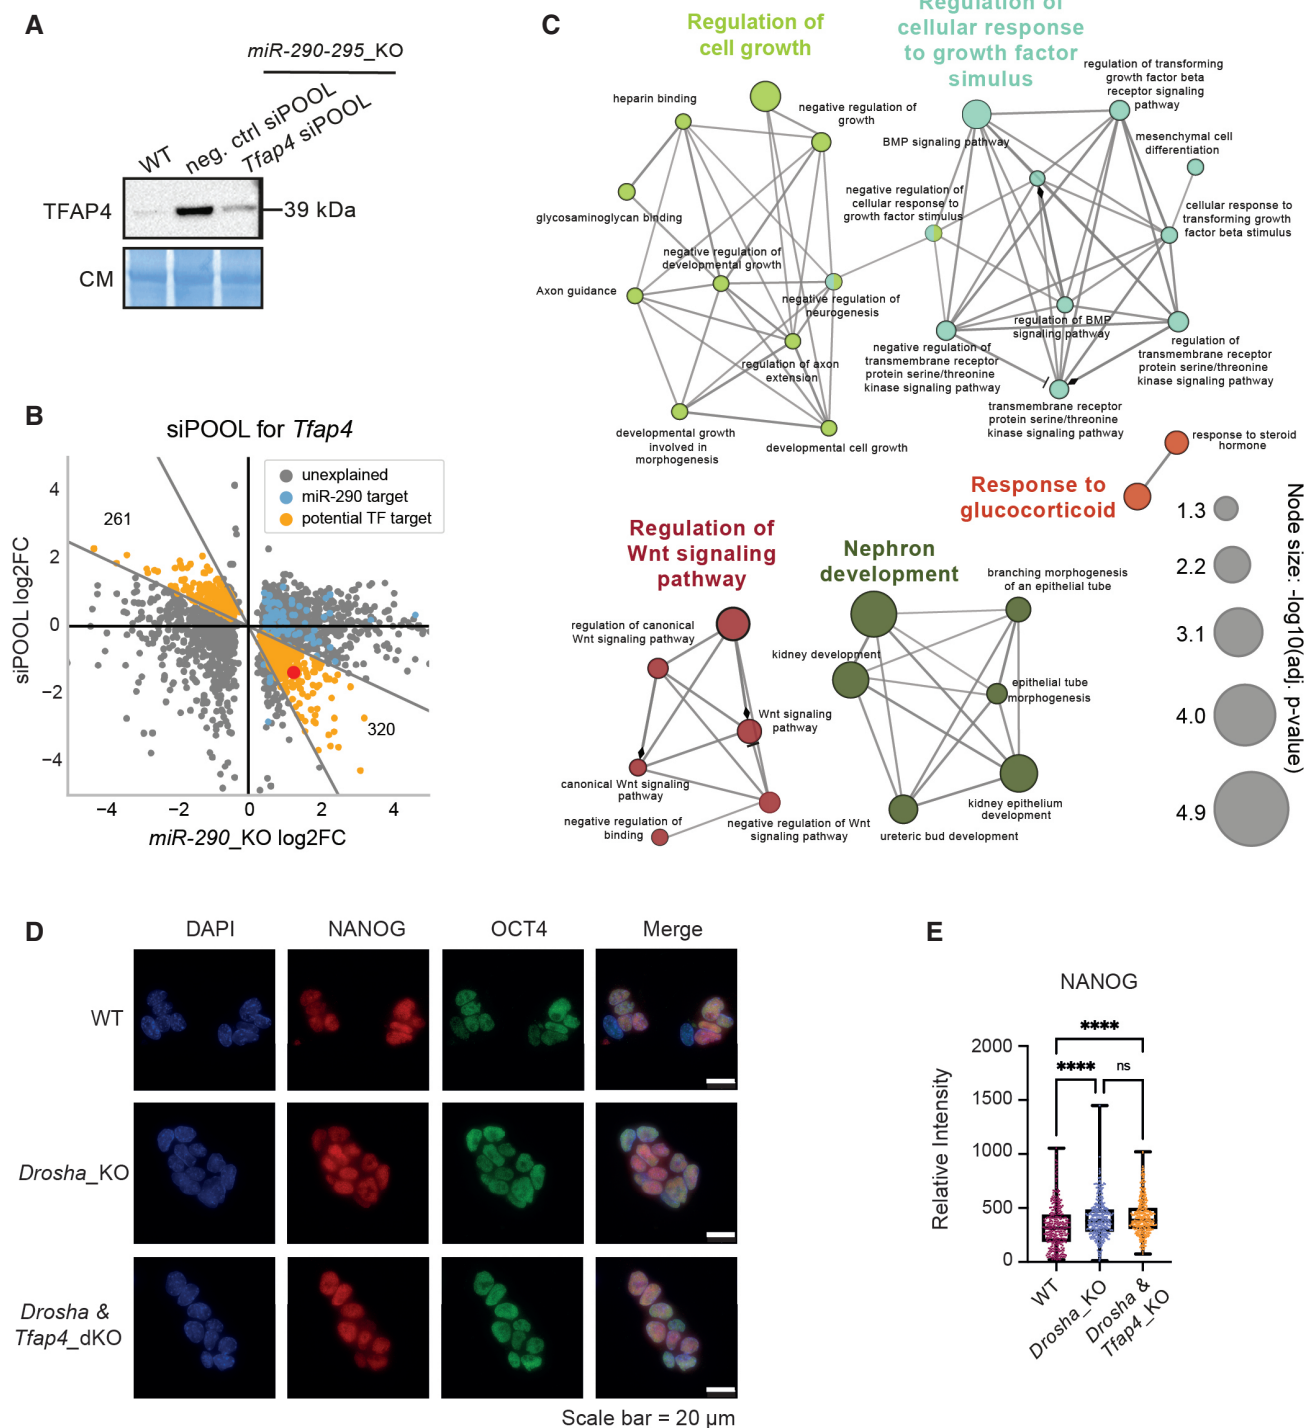 A
miR-290-295_KO
WT
neg. ctrl siPOOL
Tfap4 siPOOL
TFAP4
39 kDa
CM
B
siPOOL for Tfap4
unexplained
miR-290 target
potential TF target
261
320
4
2
0
−2
−4
siPOOL log2FC
−4
−2
0
2
4
miR-290_KO log2FC
C
Regulation of
cell growth
heparin binding
negative regulation of
growth
glycosaminoglycan binding
negative regulation of
developmental growth
Axon guidance
negative regulation of
neurogenesis
regulation of axon
extension
developmental growth
involved in
morphogenesis
developmental cell growth
Regulation of
cellular response
to growth factor
simulus
regulation of transforming
growth factor beta
receptor signaling
pathway
BMP signaling pathway
mesenchymal cell
differentiation
negative regulation of
cellular response to
growth factor stimulus
cellular response to
transforming growth
factor beta stimulus
regulation of BMP
signaling pathway
negative regulation of
transmembrane receptor
protein serine/threonine
kinase signaling pathway
regulation of
transmembrane receptor
protein serine/threonine
kinase signaling pathway
transmembrane receptor
protein serine/threonine
kinase signaling pathway
response to steroid
hormone
Response to
glucocorticoid
Regulation of
Wnt signaling
pathway
regulation of canonical
Wnt signaling pathway
Wnt signaling
pathway
canonical Wnt signaling
pathway
negative regulation of
binding
negative regulation of Wnt
signaling pathway
Nephron
development
branching morphogenesis
of an epithelial tube
kidney development
epithelial tube
morphogenesis
kidney epithelium
development
ureteric bud development
1.3
2.2
3.1
4.0
4.9
Node size: -log10(adj. p-value)
D
DAPI
NANOG
OCT4
Merge
WT
Drosha_KO
Drosha &
Tfap4_dKO
Scale bar = 20 µm
E
NANOG
****
****
ns
2000
1500
1000
500
0
Relative Intensity
WT
Drosha_KO
Drosha &
Tfap4_KO